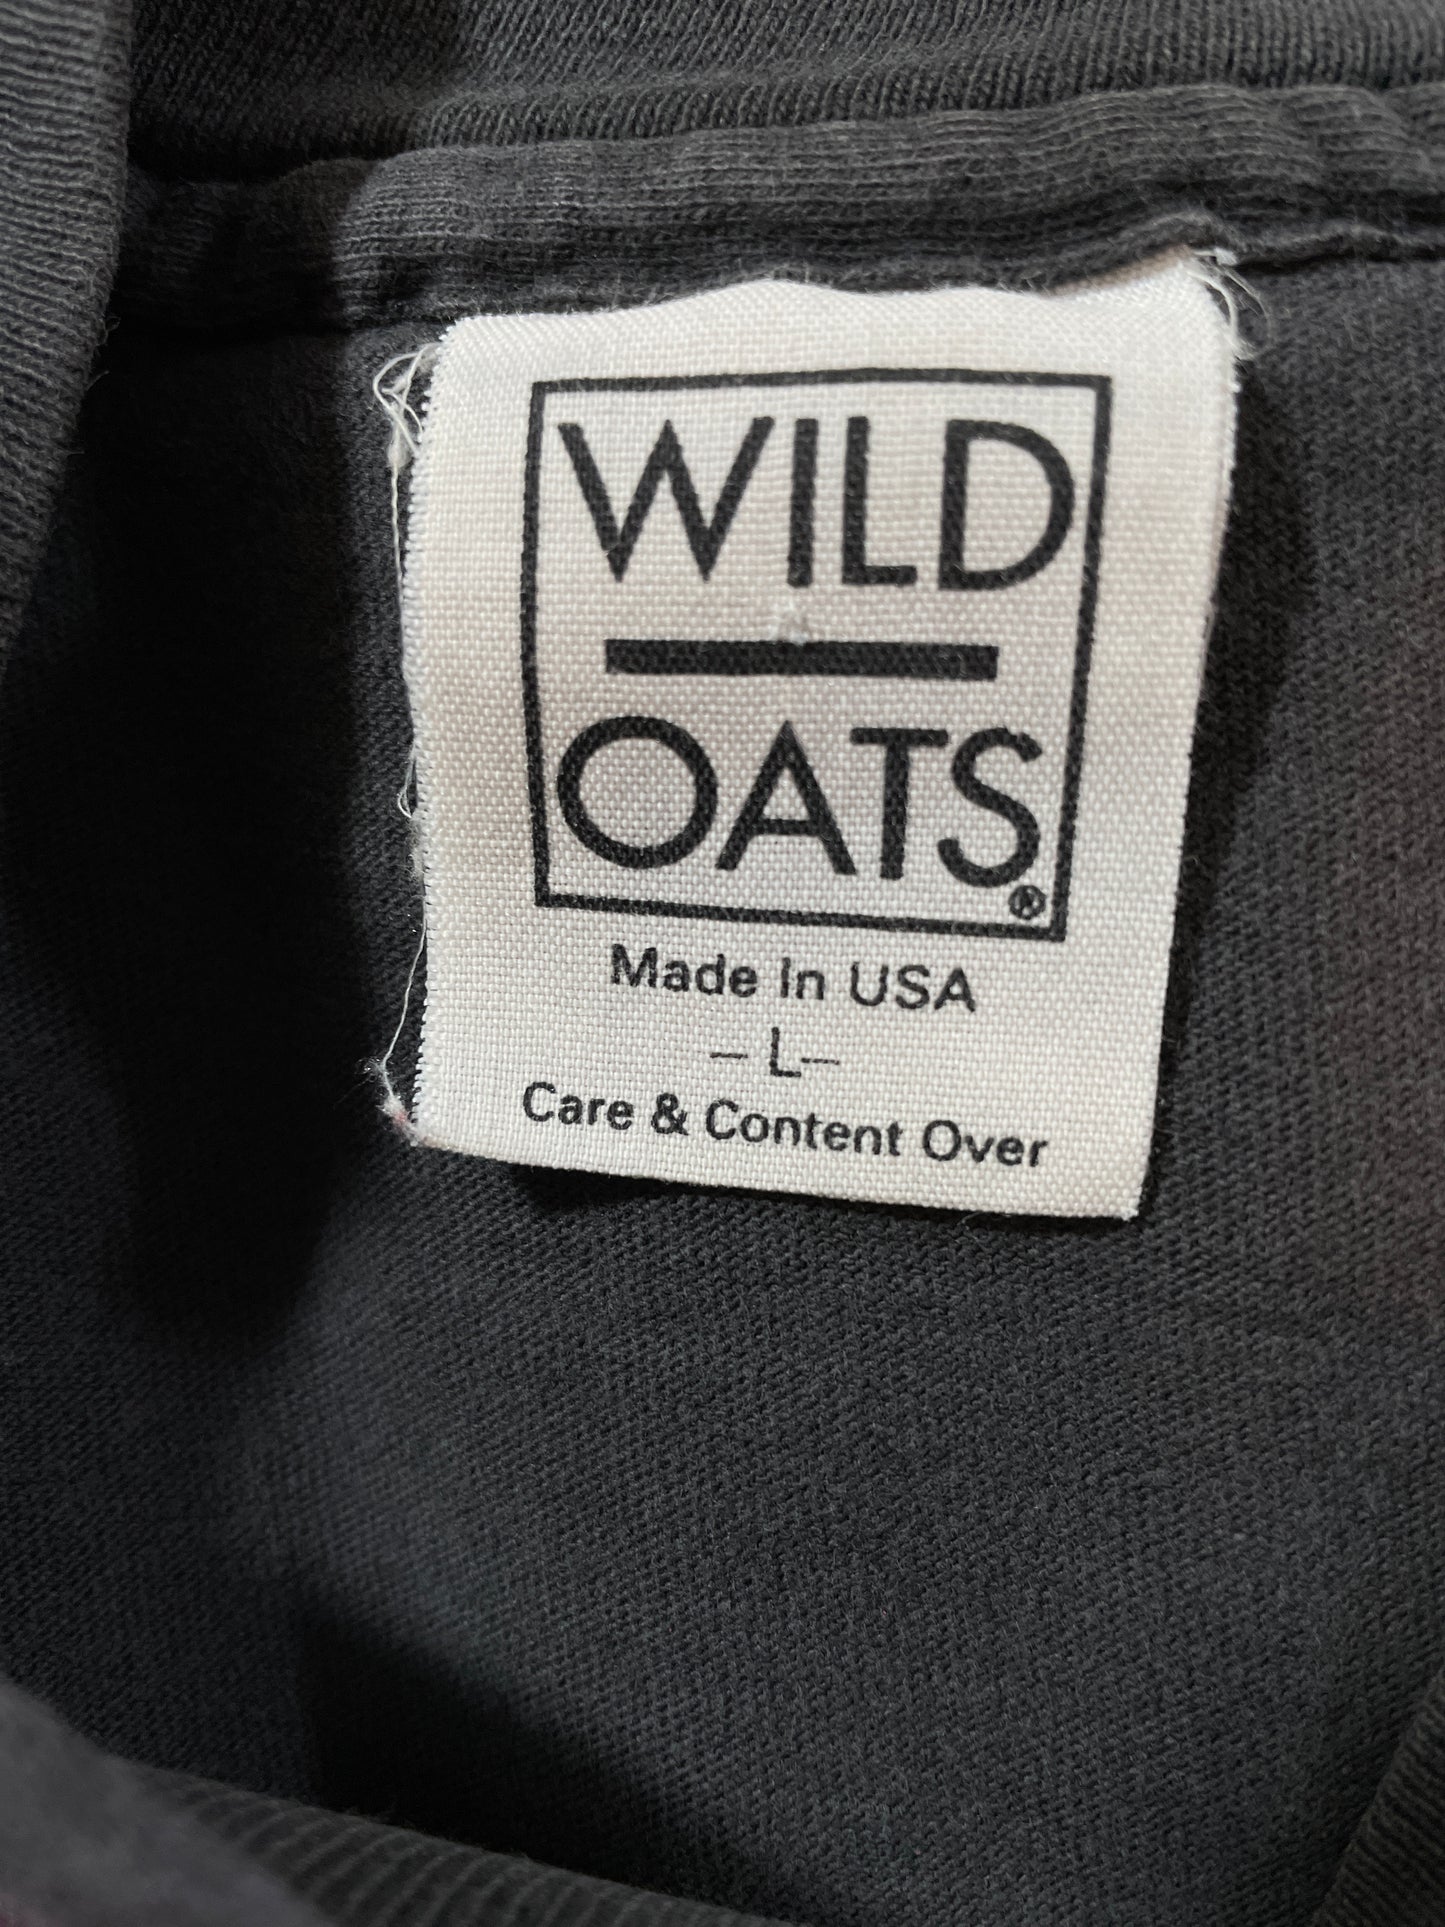 WILD
OATS®
Made In USA
– L –
Care & Content Over